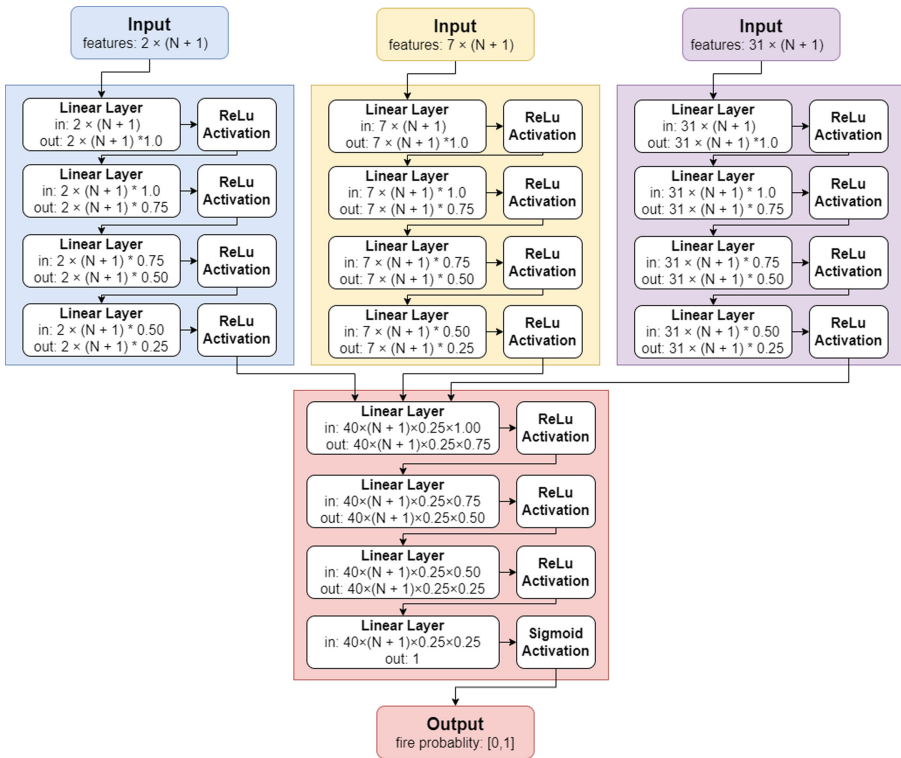 Input
features: 2 × (N + 1)
Input
features: 7 × (N + 1)
Input
features: 31 × (N + 1)
Linear Layer
in: 2 × (N + 1)
out: 2 × (N + 1) *1.0
ReLu
Activation
Linear Layer
in: 2 × (N + 1) * 1.0
out: 2 × (N + 1) * 0.75
ReLu
Activation
Linear Layer
in: 2 × (N + 1) * 0.75
out: 2 × (N + 1) * 0.50
ReLu
Activation
Linear Layer
in: 2 × (N + 1) * 0.50
out: 2 × (N + 1) * 0.25
ReLu
Activation
Linear Layer
in: 7 × (N + 1)
out: 7 × (N + 1) *1.0
ReLu
Activation
Linear Layer
in: 7 × (N + 1) * 1.0
out: 7 × (N + 1) * 0.75
ReLu
Activation
Linear Layer
in: 7 × (N + 1) * 0.75
out: 7 × (N + 1) * 0.50
ReLu
Activation
Linear Layer
in: 7 × (N + 1) * 0.50
out: 7 × (N + 1) * 0.25
ReLu
Activation
Linear Layer
in: 31 × (N + 1)
out: 31 × (N + 1) *1.0
ReLu
Activation
Linear Layer
in: 31 × (N + 1) * 1.0
out: 31 × (N + 1) * 0.75
ReLu
Activation
Linear Layer
in: 31 × (N + 1) * 0.75
out: 31 × (N + 1) * 0.50
ReLu
Activation
Linear Layer
in: 31 × (N + 1) * 0.50
out: 31 × (N + 1) * 0.25
ReLu
Activation
Linear Layer
in: 40×(N + 1)×0.25×1.00
out: 40×(N + 1)×0.25×0.75
ReLu
Activation
Linear Layer
in: 40×(N + 1)×0.25×0.75
out: 40×(N + 1)×0.25×0.50
ReLu
Activation
Linear Layer
in: 40×(N + 1)×0.25×0.50
out: 40×(N + 1)×0.25×0.25
ReLu
Activation
Linear Layer
in: 40×(N + 1)×0.25×0.25
out: 1
Sigmoid
Activation
Output
fire probablity: [0,1]